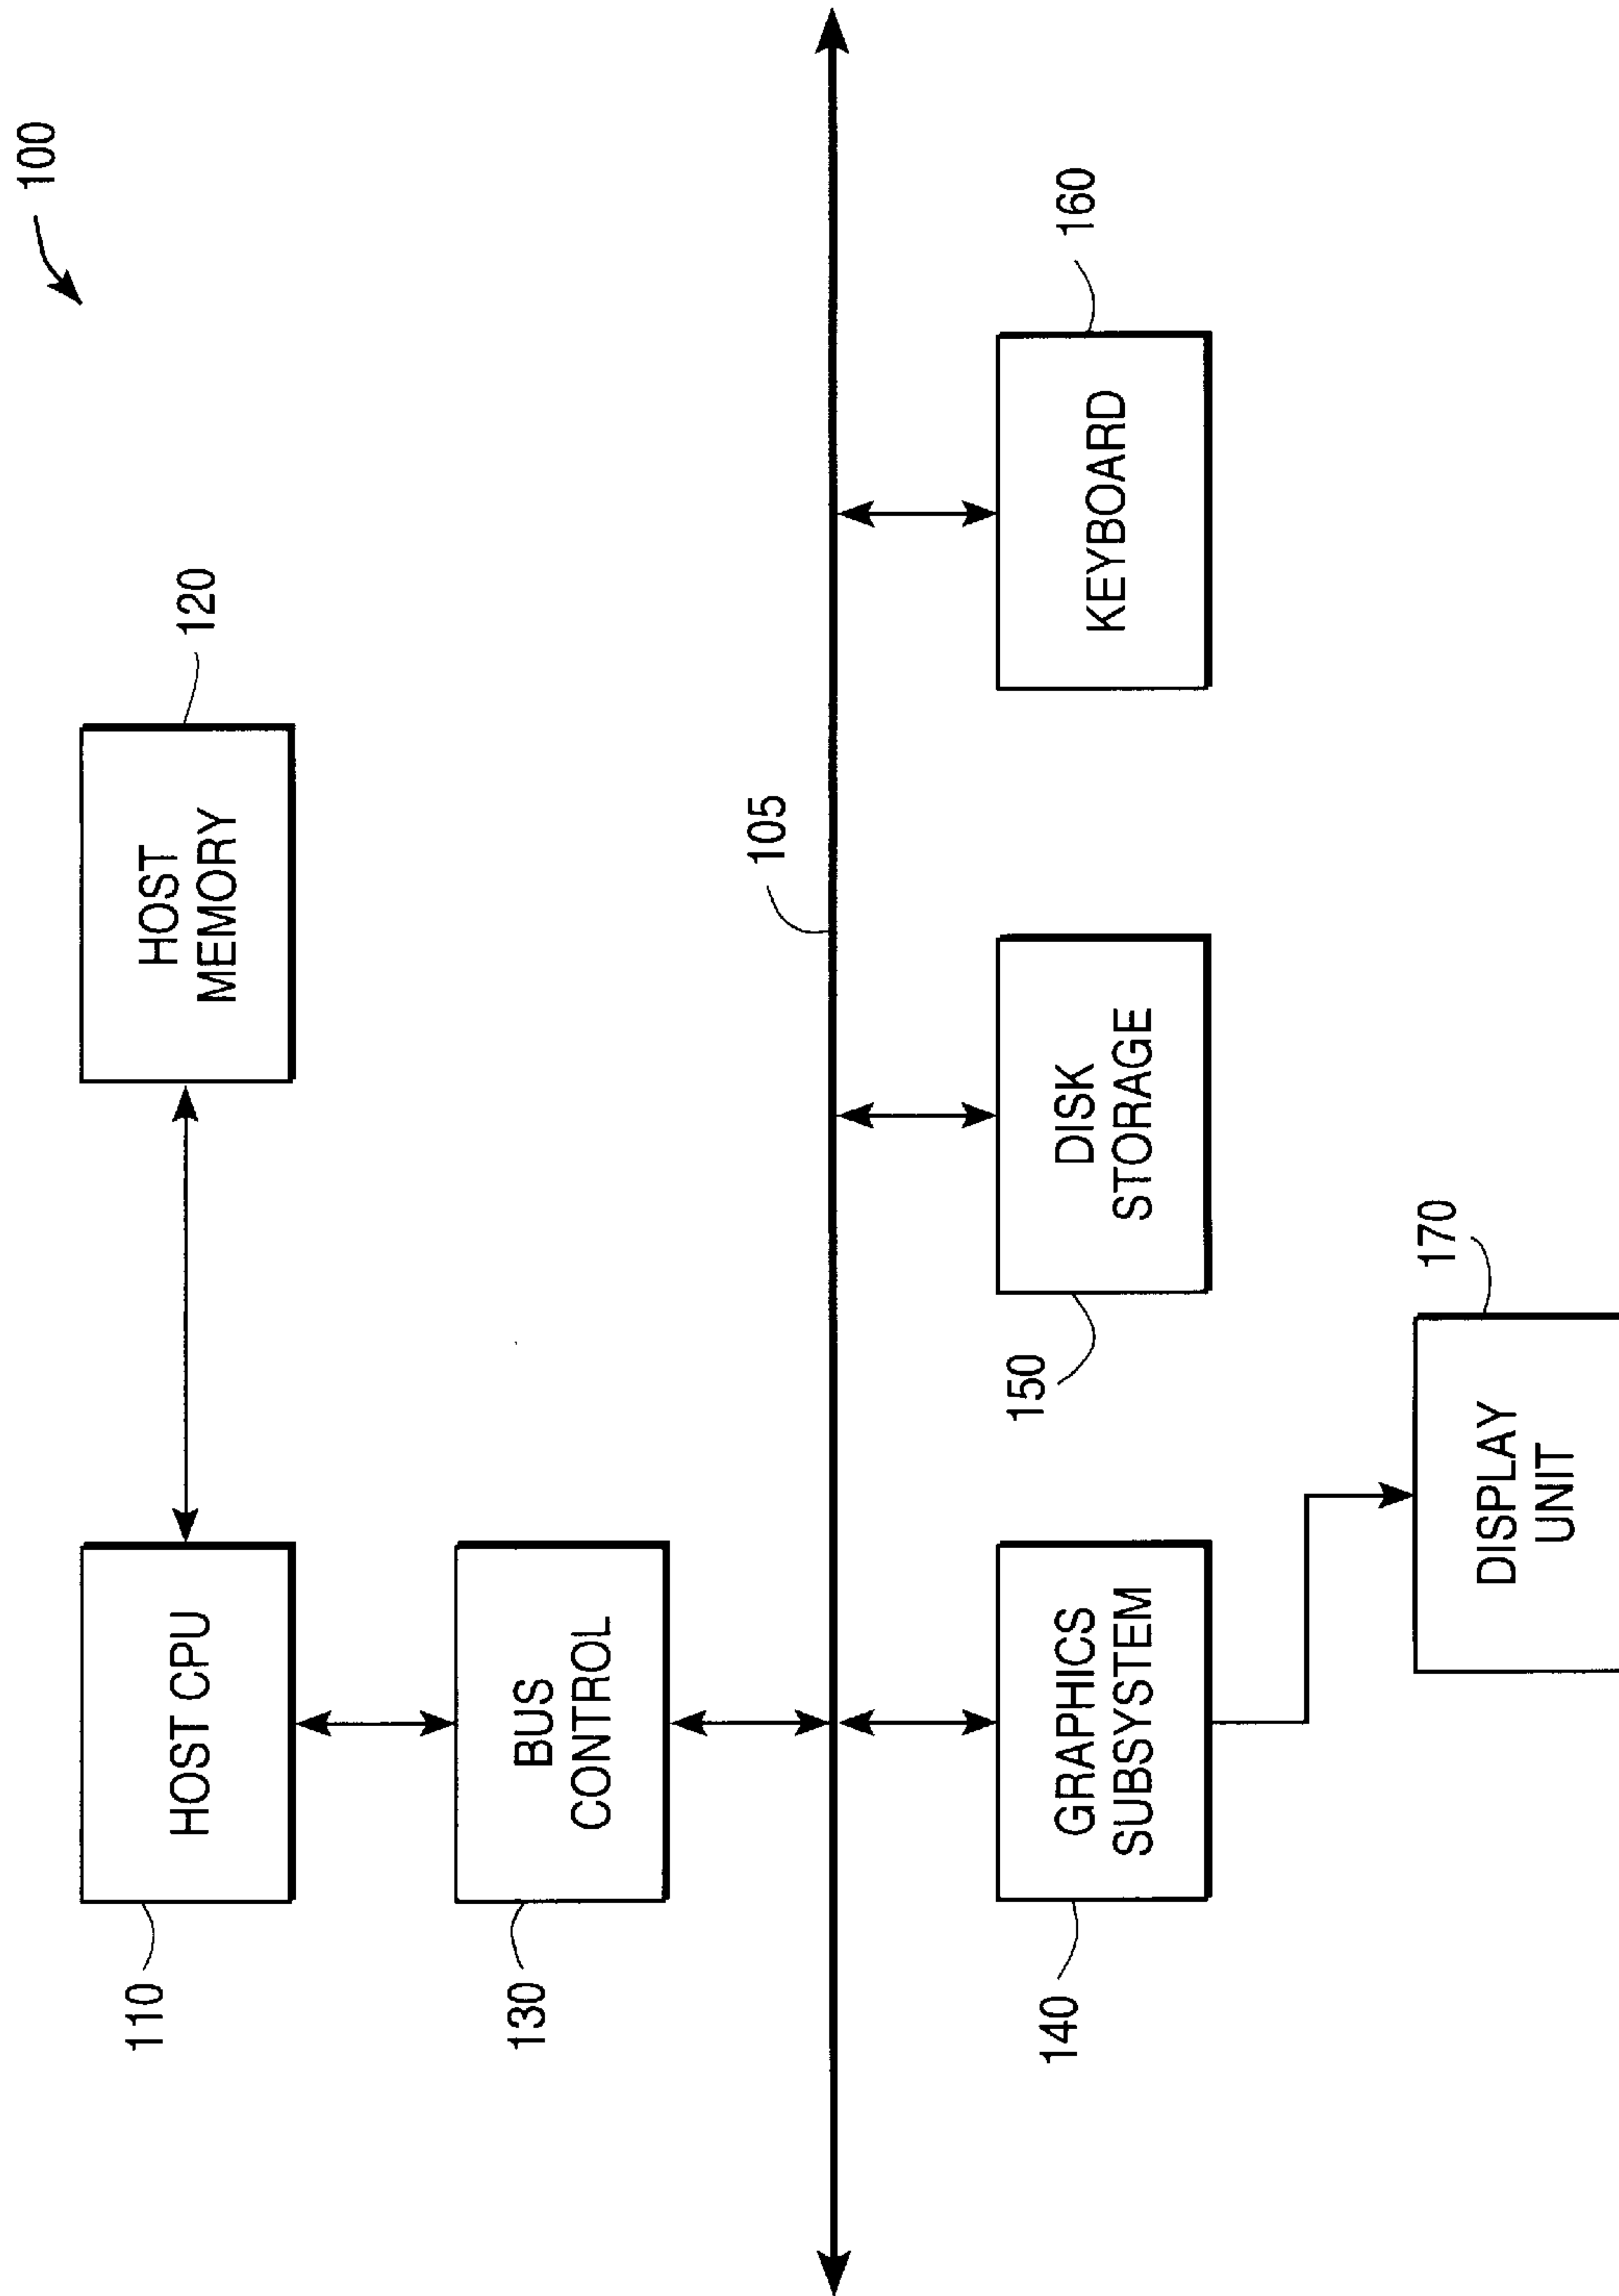 100
110
HOST CPU
HOST
MEMORY
120
130
BUS
CONTROL
105
140
GRAPHICS
SUBSYSTEM
150
DISK
STORAGE
KEYBOARD
160
DISPLAY
UNIT
170